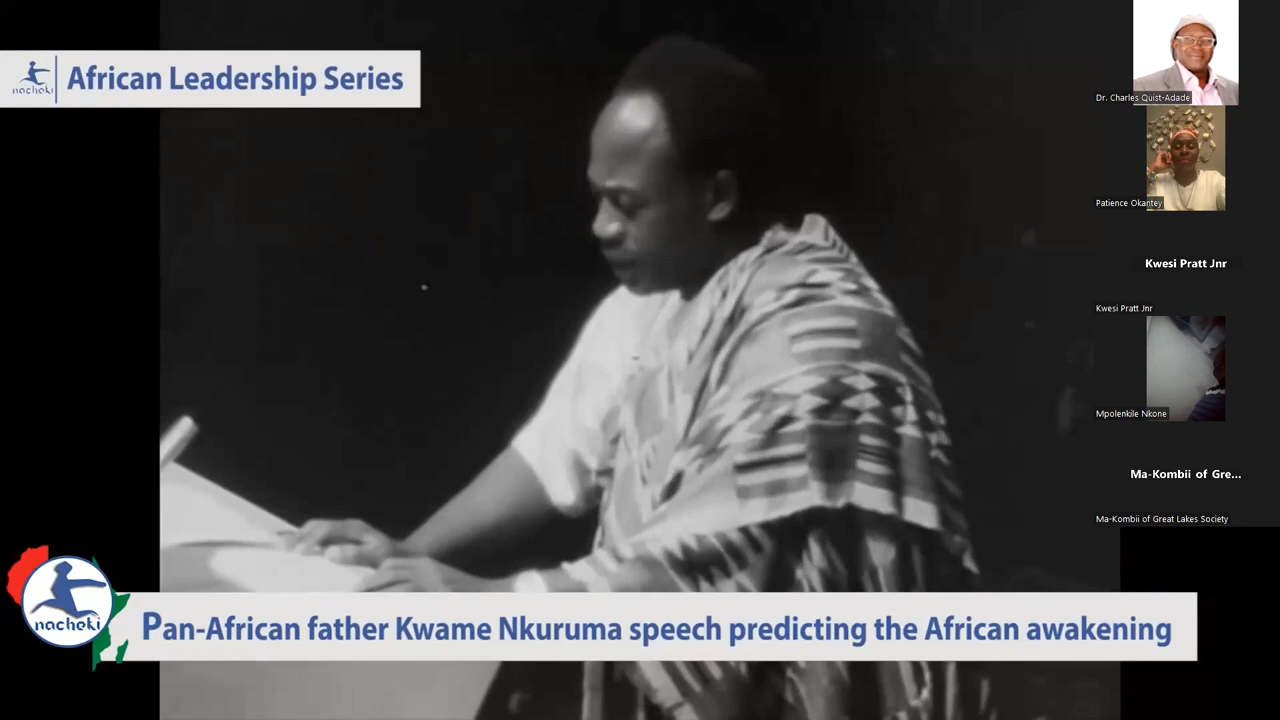 nacheki
African Leadership Series
Dr. Charles Quist-Adade
Patience Okantey
Kwesi Pratt Jnr
Kwesi Pratt Jnr
Mpolenkile Nkone
Ma-Kombii of Gre...
Ma-Kombii of Great Lakes Society
nacheki
Pan-African father Kwame Nkuruma speech predicting the African awakening